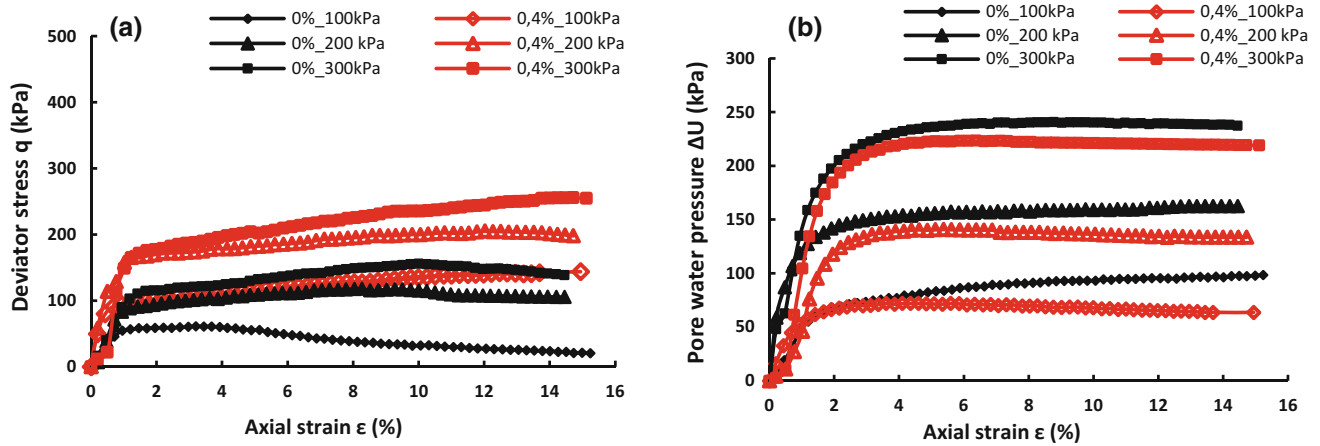 (a)
0%_100kPa
0,4%_100kPa
0%_200 kPa
0,4%_200 kPa
0%_300kPa
0,4%_300kPa
Deviator stress q (kPa)
500
400
300
200
100
0
0 2 4 6 8 10 12 14 16
Axial strain ε (%)
(b)
0%_100kPa
0,4%_100kPa
0%_200 kPa
0,4%_200 kPa
0%_300kPa
0,4%_300kPa
Pore water pressure ΔU (kPa)
300
250
200
150
100
50
0
0 2 4 6 8 10 12 14 16
Axial strain ε (%)